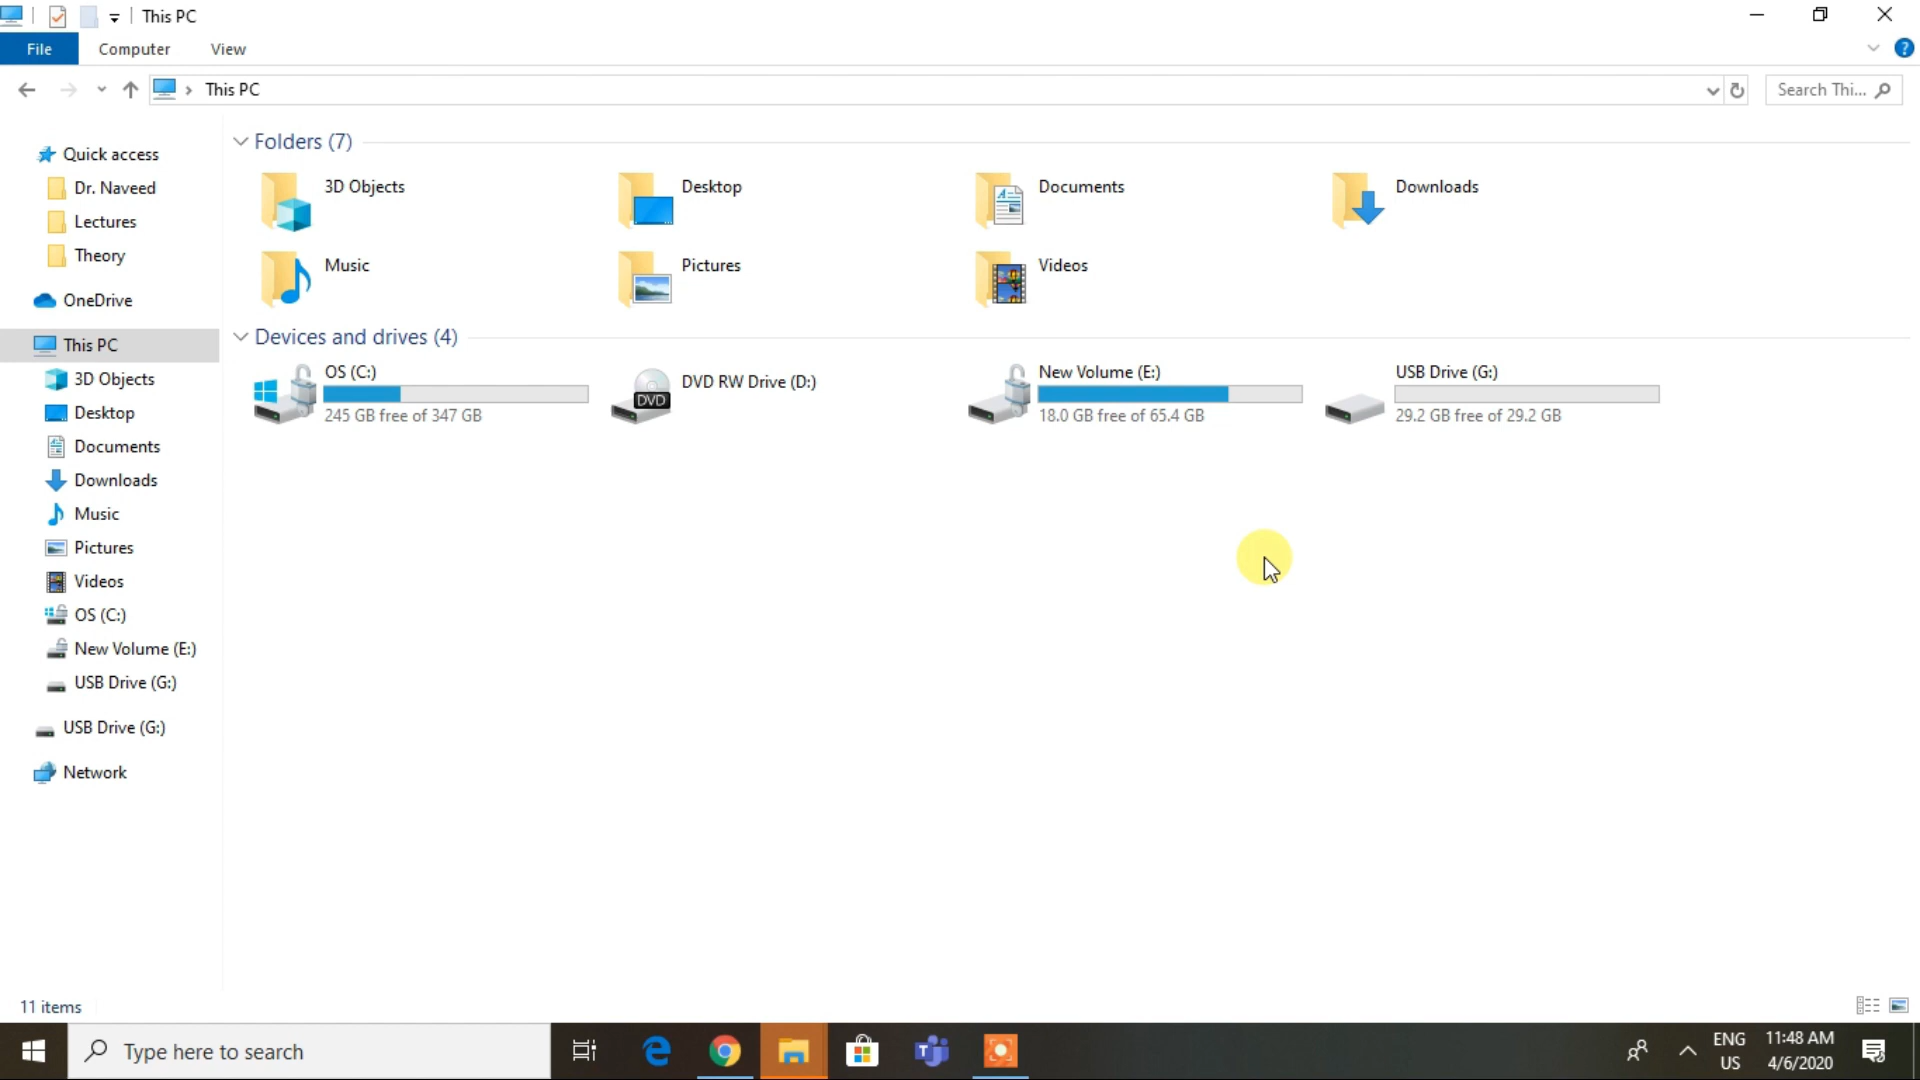 This PC
File Computer View
This PC
Search Thi...
Quick access
Dr. Naveed
Lectures
Theory
OneDrive
This PC
3D Objects
Desktop
Documents
Downloads
Music
Pictures
Videos
OS (C:)
New Volume (E:)
USB Drive (G:)
USB Drive (G:)
Network
Folders (7)
3D Objects
Desktop
Documents
Downloads
Music
Pictures
Videos
Devices and drives (4)
OS (C:)
245 GB free of 347 GB
DVD RW Drive (D:)
DVD
New Volume (E:)
18.0 GB free of 65.4 GB
USB Drive (G:)
29.2 GB free of 29.2 GB
11 items
Type here to search
ENG
US
11:48 AM
4/6/2020